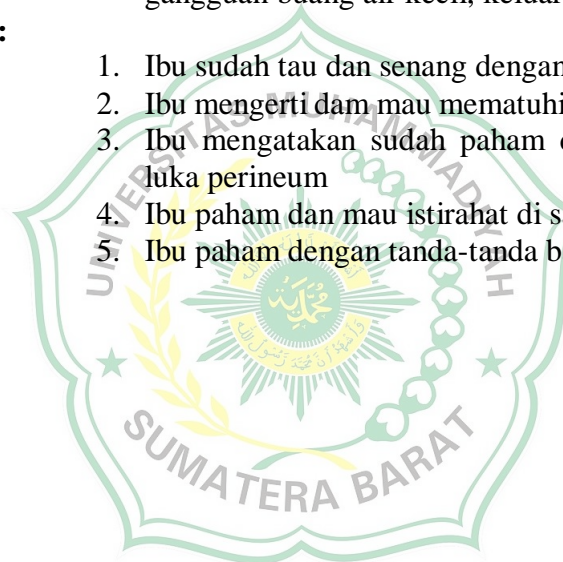 gangguan buang air kecil, keluar
:
1. Ibu sudah tau dan senang dengan
2. Ibu mengerti dam mau mematuhi
3. Ibu mengatakan sudah paham
luka perineum
4. Ibu paham dan mau istirahat di
5. Ibu paham dengan tanda-tanda
UNIVERSITAS MUHAMMADIYAH
SUMATERA BARAT